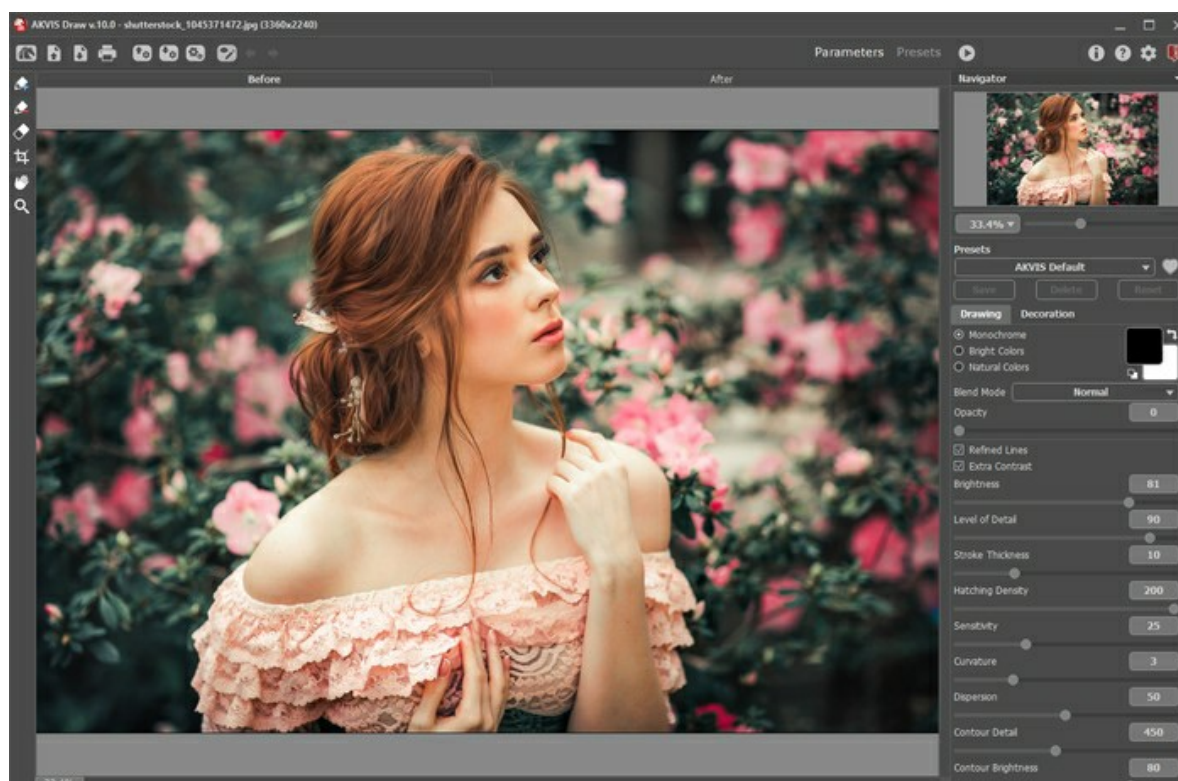 AKVIS Draw v.10.0 - shutterstock_1045371472.jpg (3360x2240)
Parameters Presets
Before After
Navigator
33.4%
Presets
AKVIS Default
Save Delete Reset
Drawing Decoration
Monochrome
Bright Colors
Natural Colors
Blend Mode Normal
Opacity 0
Refined Lines
Extra Contrast
Brightness 81
Level of Detail 90
Stroke Thickness 10
Hatching Density 200
Sensitivity 25
Curvature 3
Dispersion 50
Contour Detail 450
Contour Brightness 80